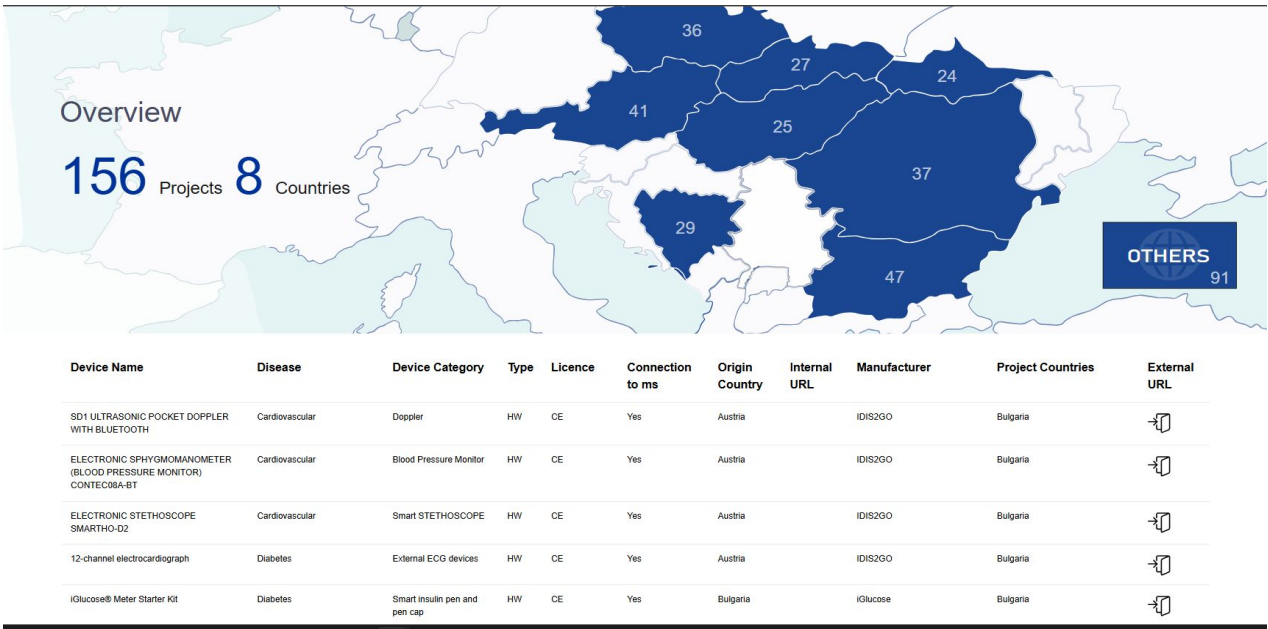 36
27
24
Overview
41
25
156 Projects 8 Countries
37
29
OTHERS
47
91
Device Name Disease Device Category Type Licence Connection to ms Origin Country Internal URL Manufacturer Project Countries External URL
SD1 ULTRASONIC POCKET DOPPLER WITH BLUETOOTH Cardiovascular Doppler HW CE Yes Austria IDIS2GO Bulgaria
ELECTRONIC SPHYGMOMANOMETER (BLOOD PRESSURE MONITOR) CONTEC08A-BT Cardiovascular Blood Pressure Monitor HW CE Yes Austria IDIS2GO Bulgaria
ELECTRONIC STETHOSCOPE SMARTHO-D2 Cardiovascular Smart STETHOSCOPE HW CE Yes Austria IDIS2GO Bulgaria
12-channel electrocardiograph Diabetes External ECG devices HW CE Yes Austria IDIS2GO Bulgaria
iGlucose® Meter Starter Kit Diabetes Smart insulin pen and pen cap HW CE Yes Bulgaria iGlucose Bulgaria